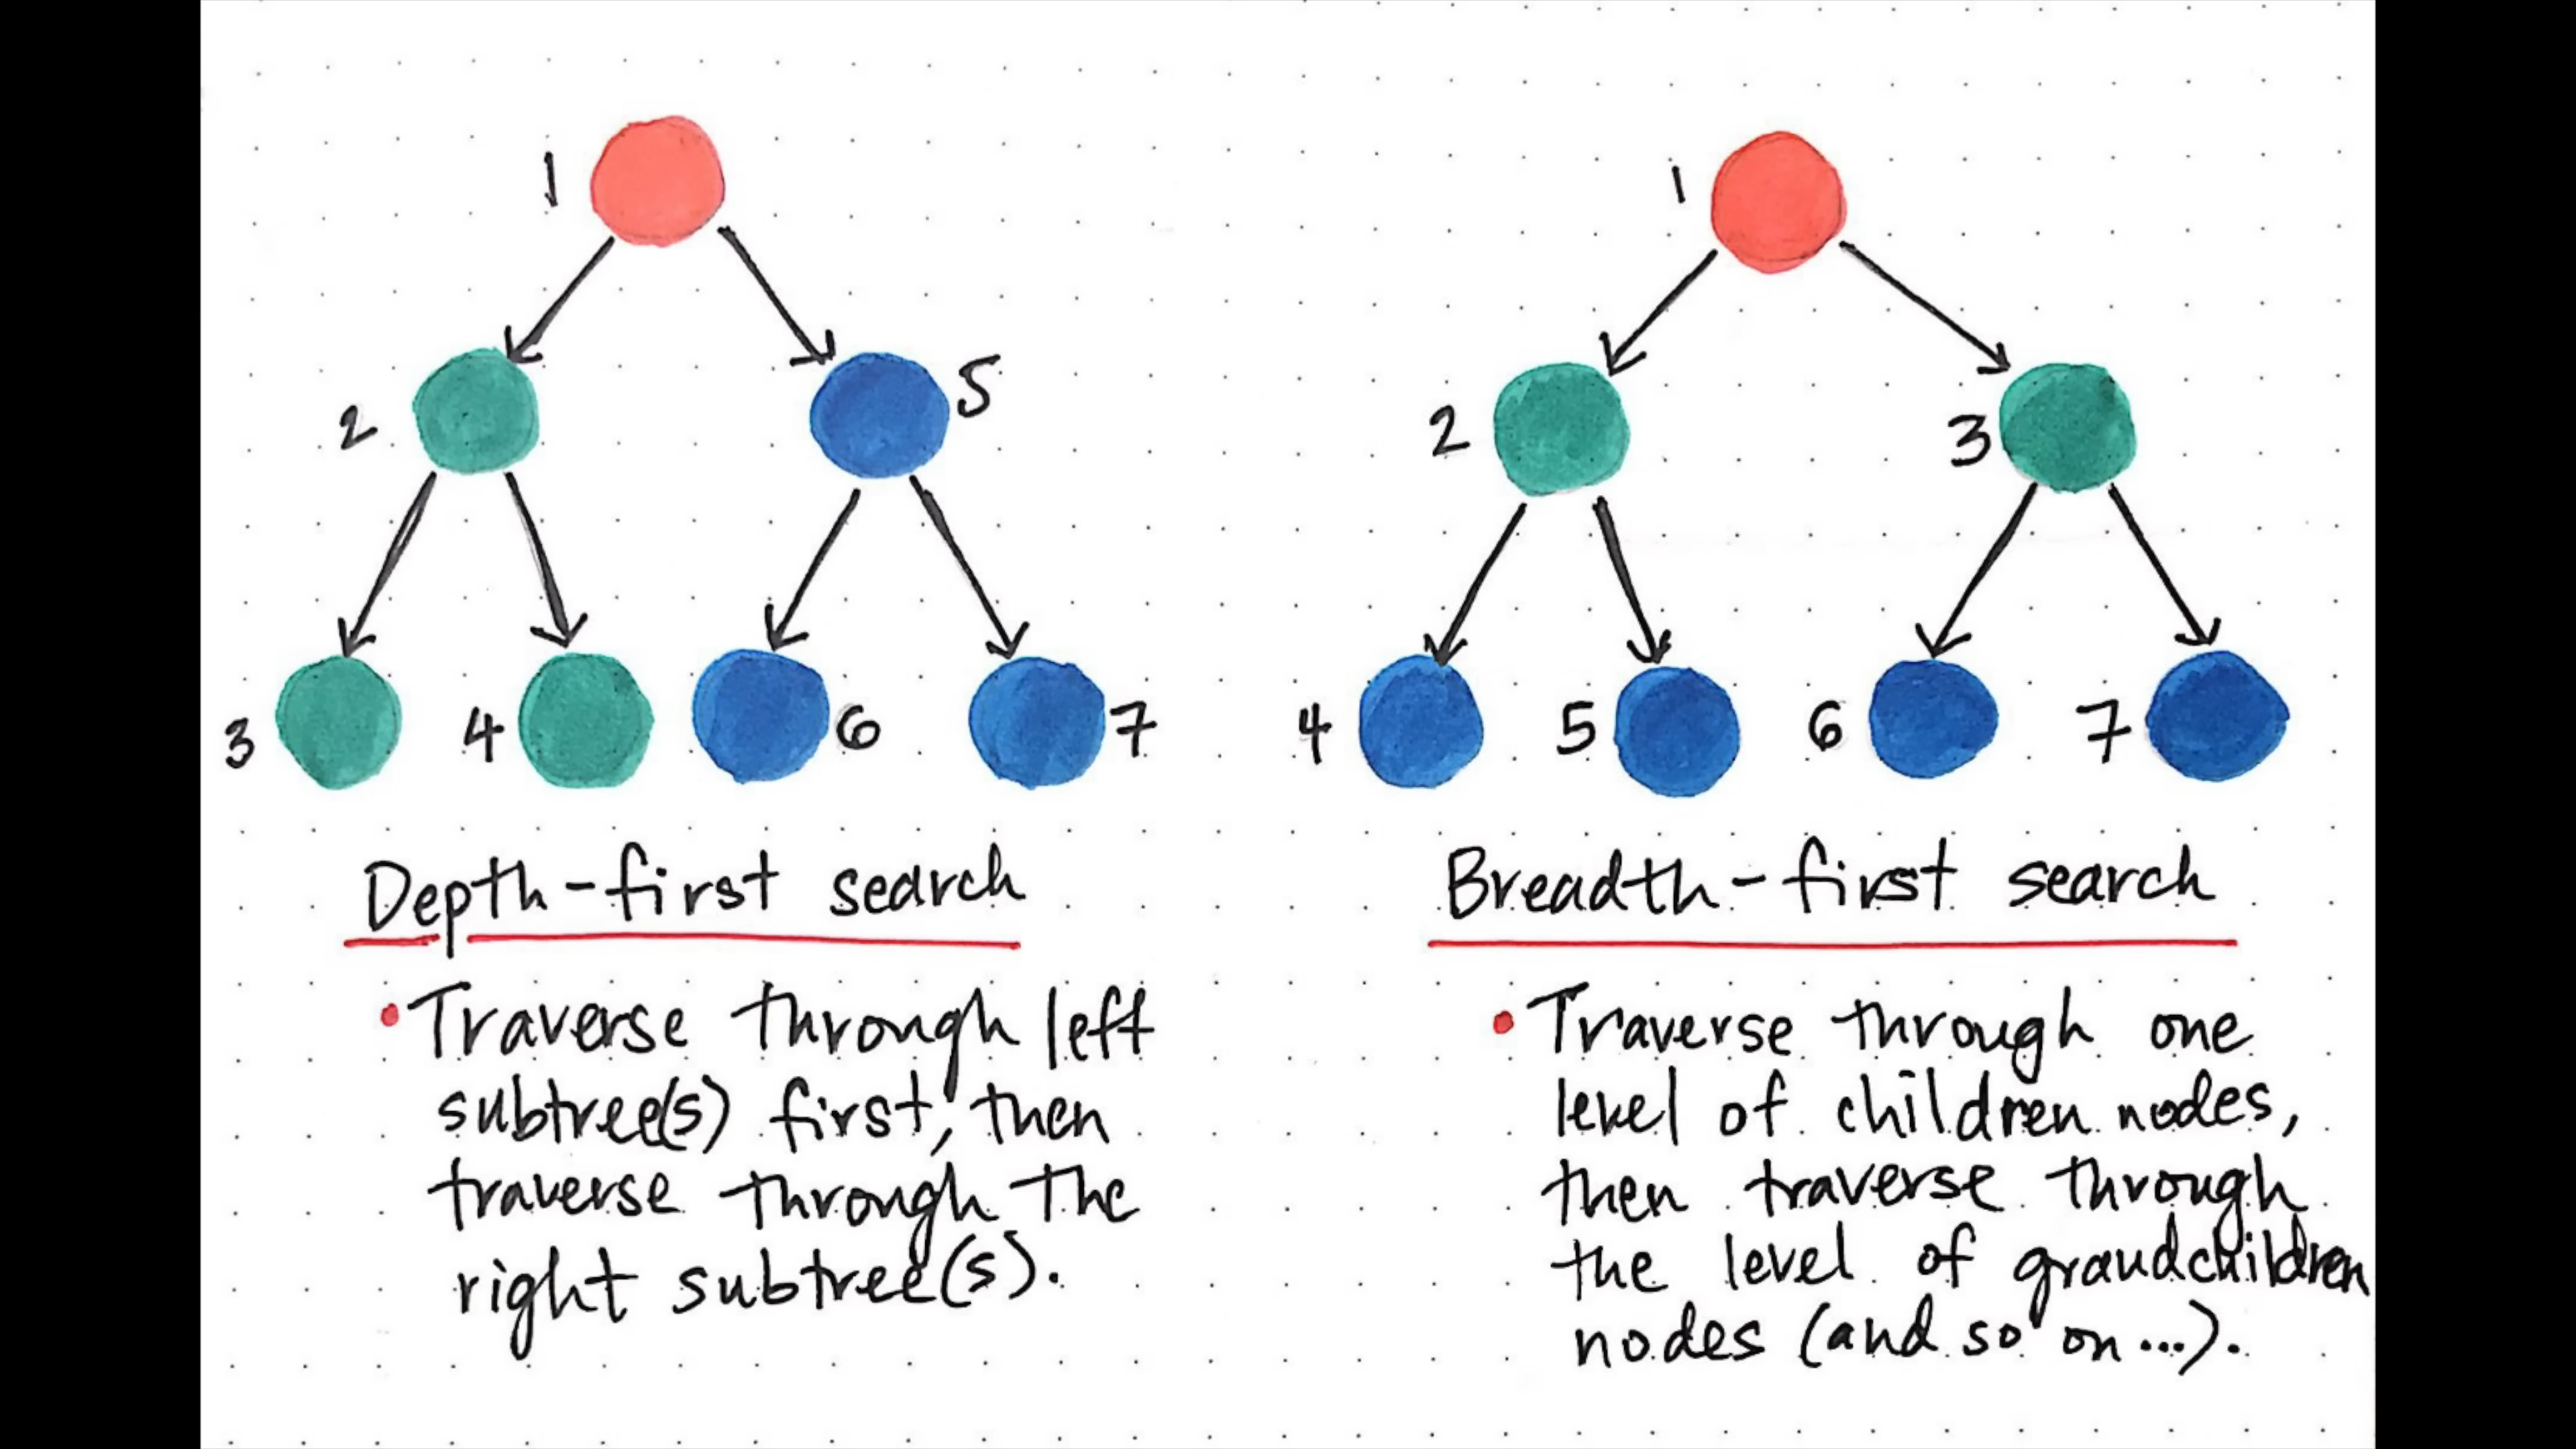 1
2
5
3
4
6
7
Depth-first search
• Traverse through left
subtree(s) first, then
traverse through the
right subtree(s).
1
2
3
4
5
6
7
Breadth-first search
• Traverse through one
level of children nodes,
then traverse through
the level of grandchildren
nodes (and so on...).